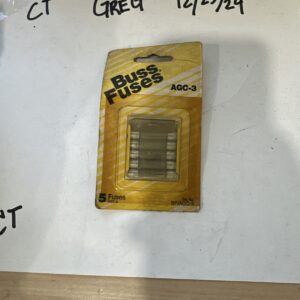 CT GREG 12/23/24
Buss
Fuses
AGC-3
5 Fuses
CT